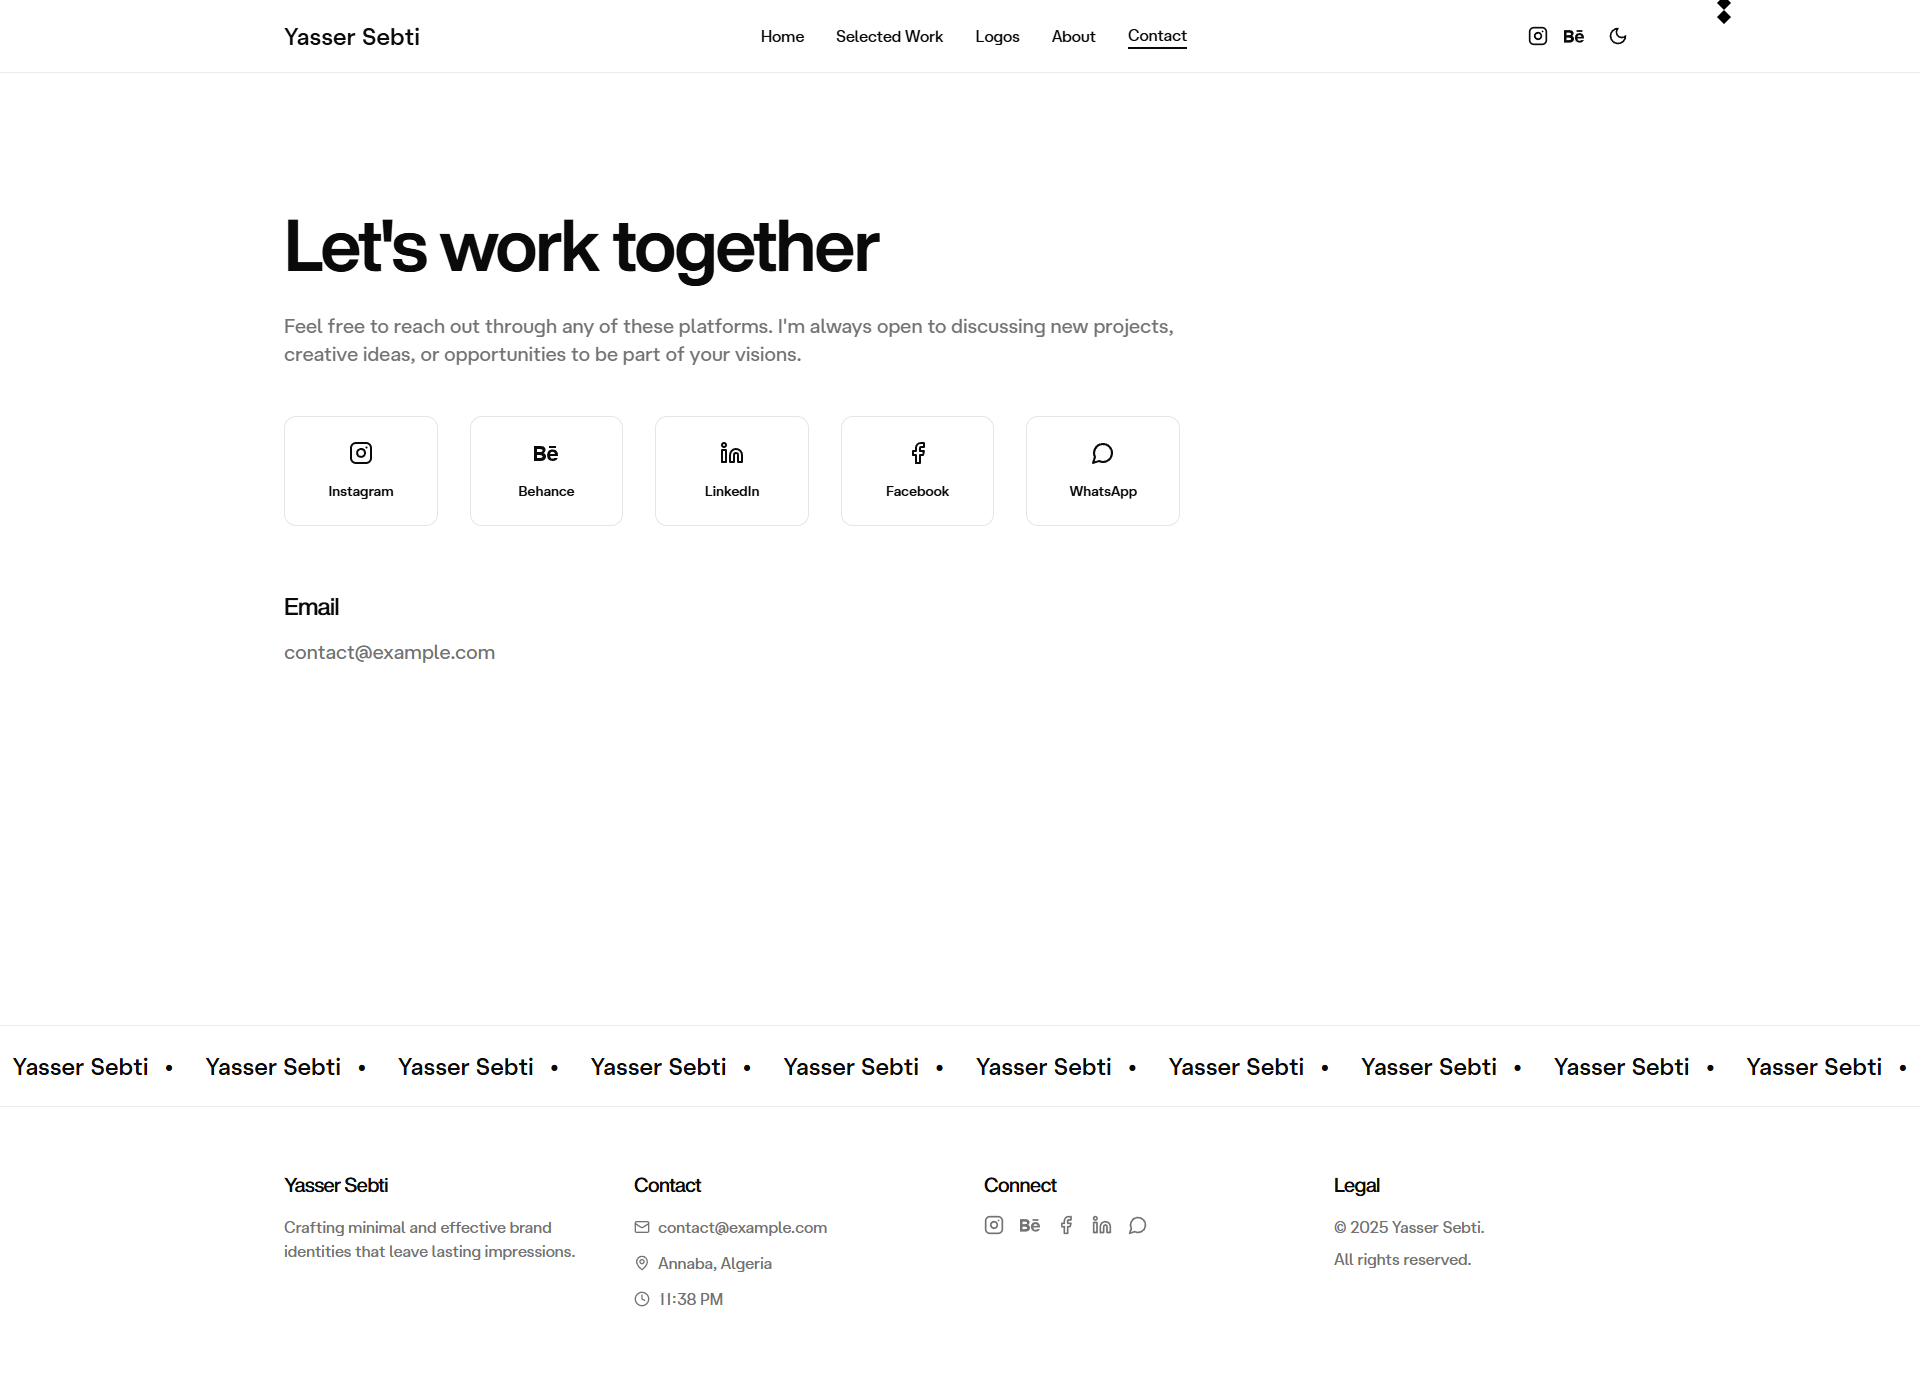 Yasser Sebti
Home Selected Work Logos About Contact
Bē
Let's work together
Feel free to reach out through any of these platforms. I'm always open to discussing new projects,
creative ideas, or opportunities to be part of your visions.
Bē
Instagram Behance LinkedIn Facebook WhatsApp
Email
contact@example.com
Yasser Sebti • Yasser Sebti • Yasser Sebti • Yasser Sebti • Yasser Sebti • Yasser Sebti • Yasser Sebti • Yasser Sebti • Yasser Sebti • Yasser Sebti •
Yasser Sebti
Crafting minimal and effective brand
identities that leave lasting impressions.
Contact
contact@example.com
Annaba, Algeria
11:38 PM
Connect
Bē
Legal
© 2025 Yasser Sebti.
All rights reserved.